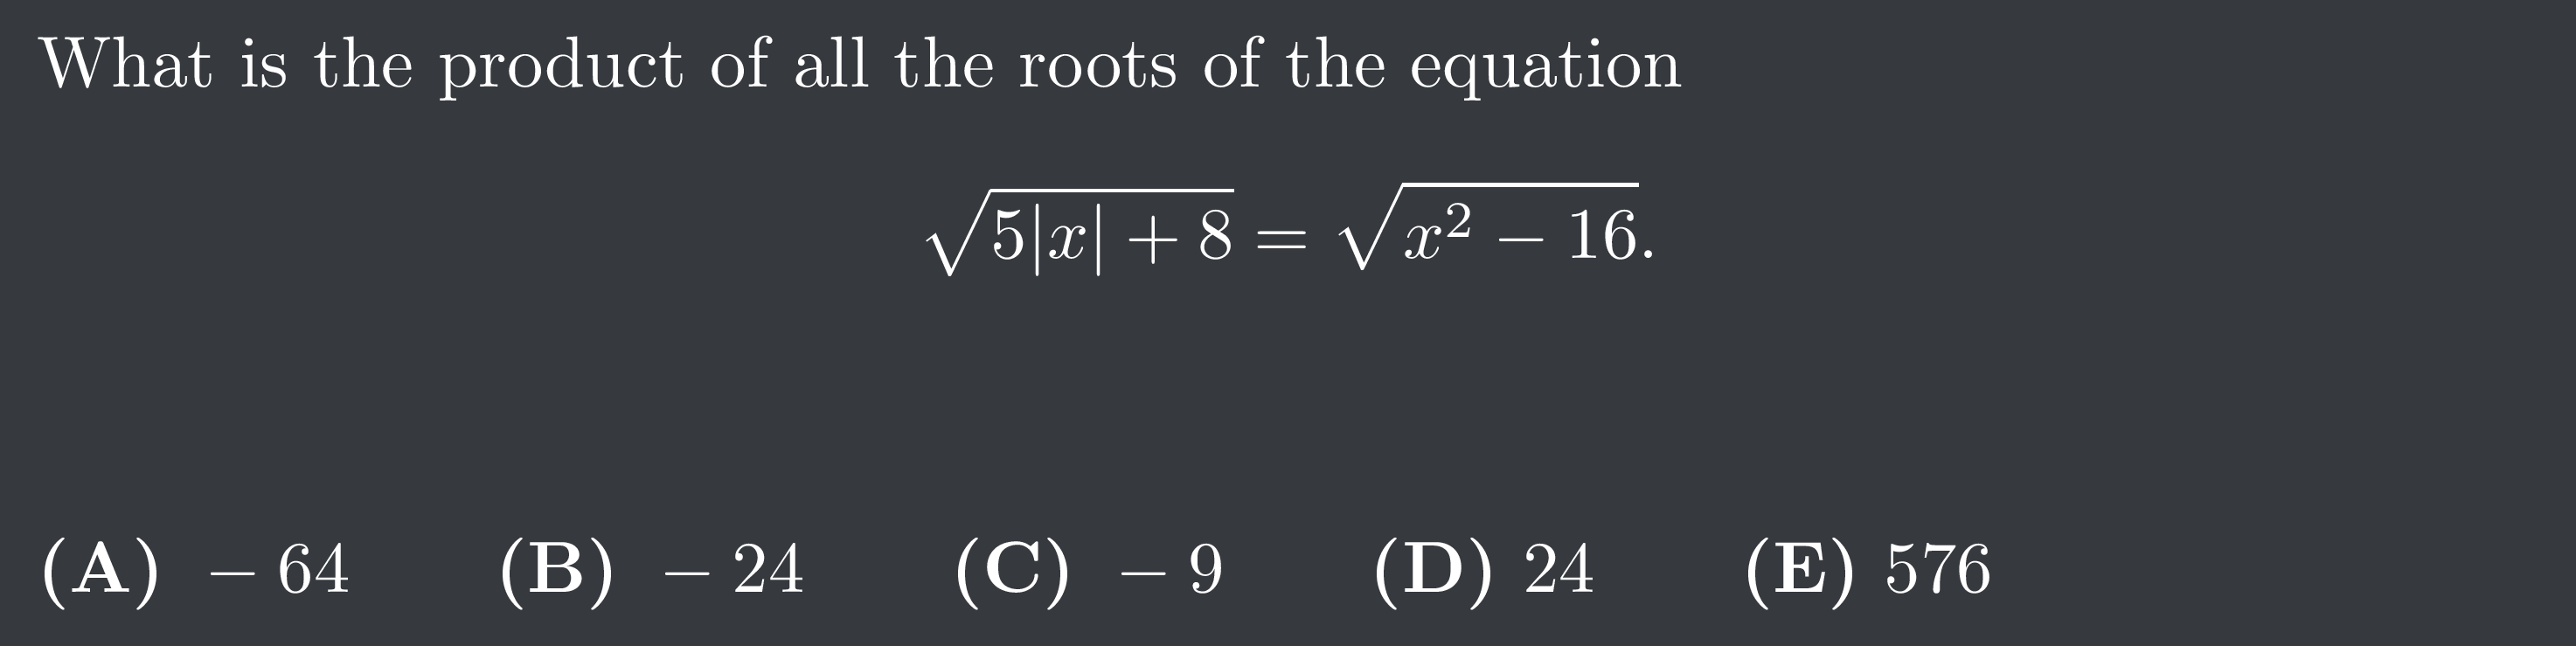 What is the product of all the roots of the equation
√(5|x| + 8) = √(x² − 16).
(A) − 64 (B) − 24 (C) − 9 (D) 24 (E) 576